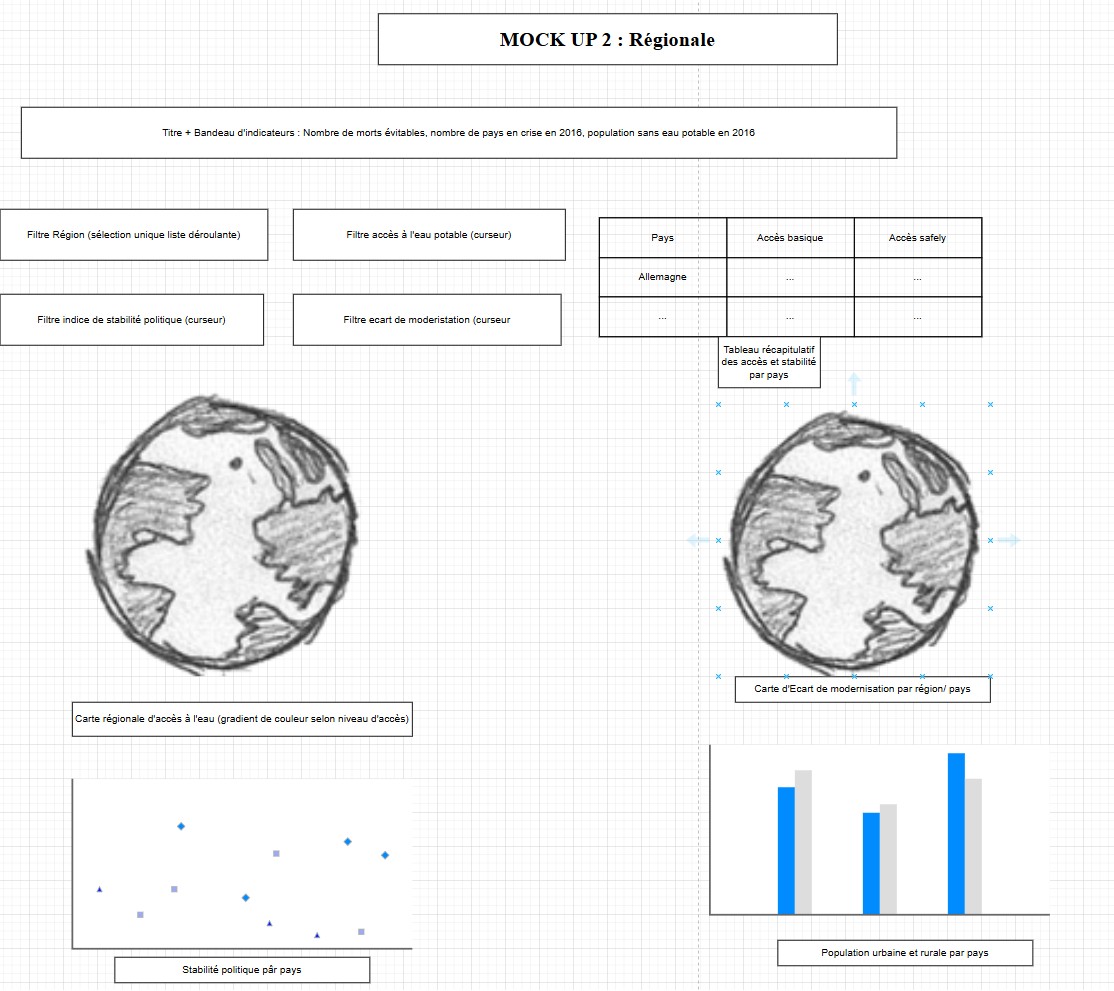 MOCK UP 2 : Régionale
Titre + Bandeau d'indicateurs : Nombre de morts évitables, nombre de pays en crise en 2016, population sans eau potable en 2016
Filtre Région (sélection unique liste déroulante)
Filtre accès à l'eau potable (curseur)
Filtre indice de stabilité politique (curseur)
Filtre ecart de moderistation (curseur
Pays
Accès basique
Accès safely
Allemagne
...
...
...
...
...
Tableau récapitulatif
des accès et stabilité
par pays
Carte régionale d'accès à l'eau (gradient de couleur selon niveau d'accès)
Carte d'Ecart de modernisation par région/ pays
Stabilité politique pâr pays
Population urbaine et rurale par pays